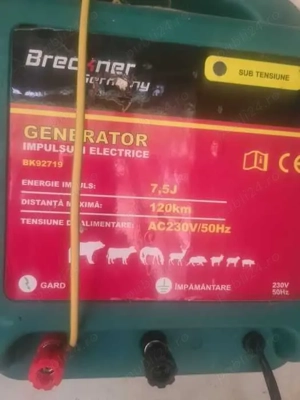 Breckner
Germany
SUB TENSIUNE
GENERATOR
IMPULSURI ELECTRICE
BK92719
ENERGIE IMPULS: 7,5J
DISTANȚĂ MAXIMĂ: 120km
TENSIUNE DE ALIMENTARE: AC230V/50Hz
GARD
ÎMPĂMÂNTARE
230V
50Hz